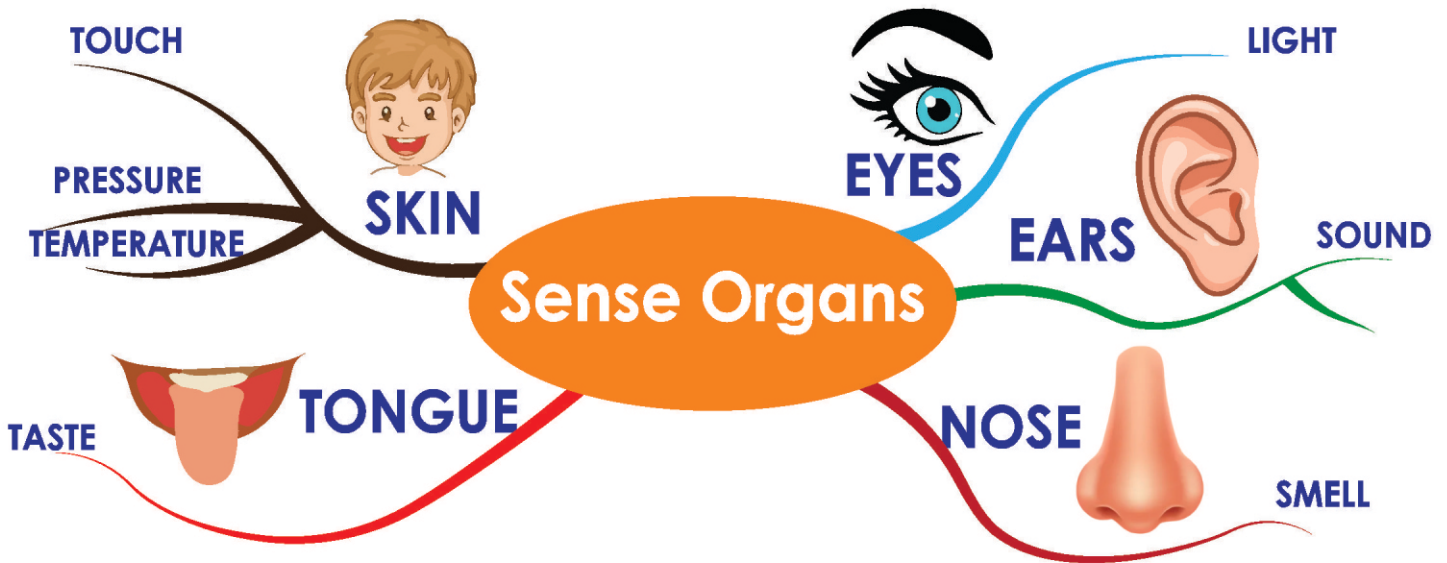 TOUCH
PRESSURE
TEMPERATURE
SKIN
TONGUE
TASTE
Sense Organs
EYES
LIGHT
EARS
SOUND
NOSE
SMELL